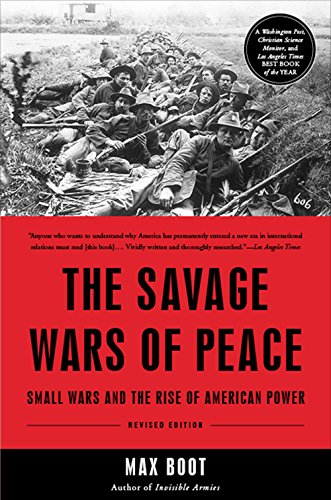 A Washington Post,
Christian Science
Monitor, and
Los Angeles Times
BEST BOOK
of the YEAR
606
"Anyone who wants to understand why America has permanently entered a new era in international
relations must read [this book].... Vividly written and thoroughly researched."—Los Angeles Times
THE SAVAGE
WARS OF PEACE
SMALL WARS AND THE RISE OF AMERICAN POWER
REVISED EDITION
MAX BOOT
Author of Invisible Armies